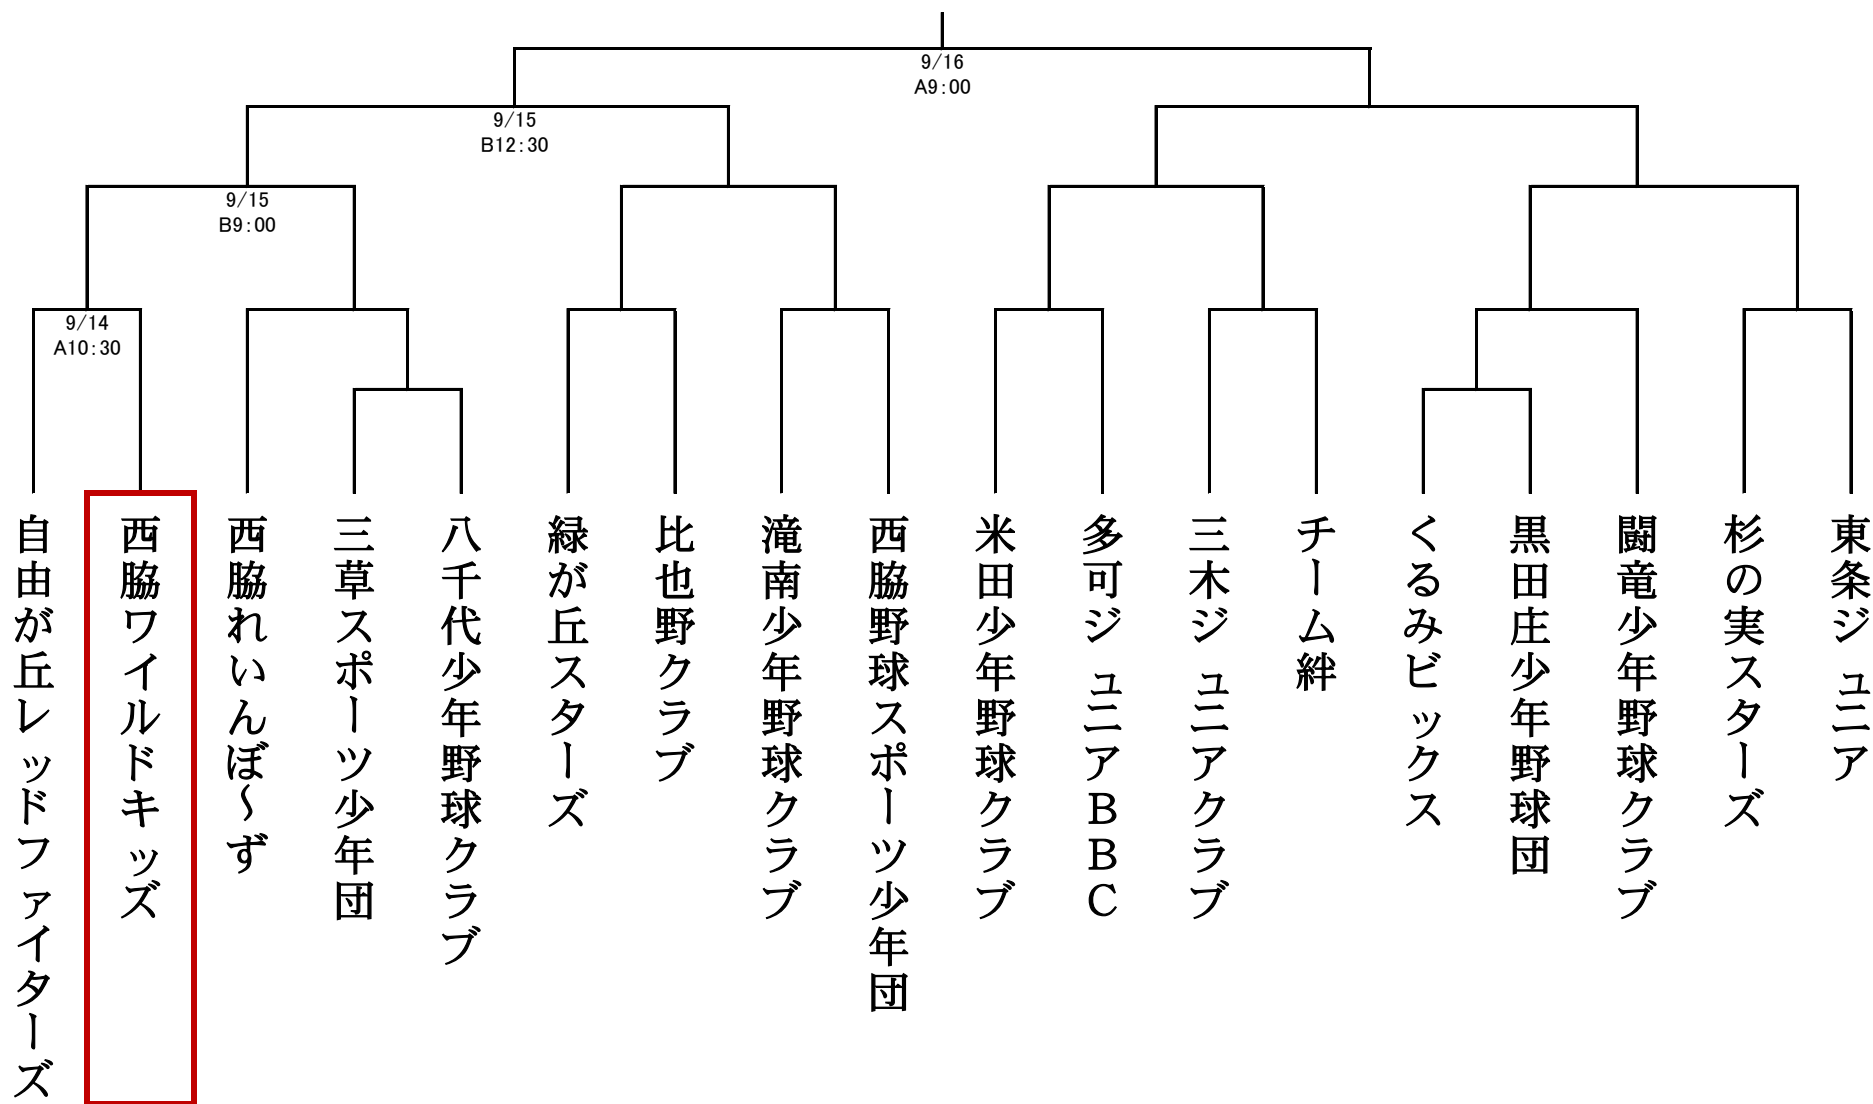 9/16
A9:00
9/15
B12:30
9/15
B9:00
9/14
A10:30
自由が丘レッドファイターズ
西脇ワイルドキッズ
西脇れいんぼ～ず
三草スポーツ少年団
八千代少年野球クラブ
緑が丘スターズ
比也野クラブ
滝南少年野球クラブ
西脇野球スポーツ少年団
米田少年野球クラブ
多可ジュニアＢＢＣ
三木ジュニアクラブ
チーム絆
くるみビックス
黒田庄少年野球団
闘竜少年野球クラブ
杉の実スターズ
東条ジュニア